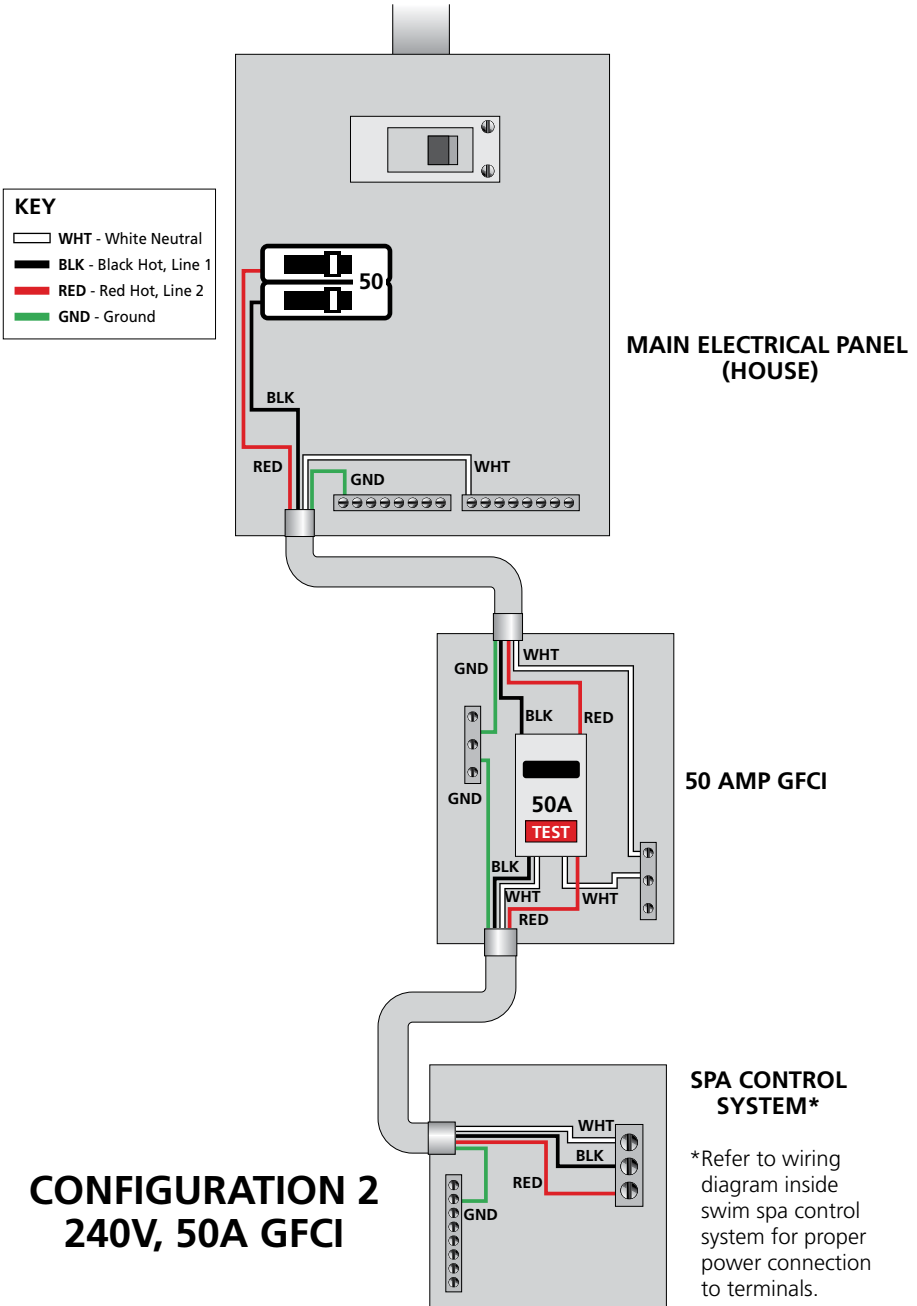 KEY
WHT - White Neutral
BLK - Black Hot, Line 1
RED - Red Hot, Line 2
GND - Ground
50
MAIN ELECTRICAL PANEL
(HOUSE)
BLK
RED
GND
WHT
WHT
GND
BLK
RED
50 AMP GFCI
50A
TEST
GND
BLK
WHT
WHT
RED
SPA CONTROL
SYSTEM*
WHT
BLK
RED
GND
*Refer to wiring
diagram inside
swim spa control
system for proper
power connection
to terminals.
CONFIGURATION 2
240V, 50A GFCI